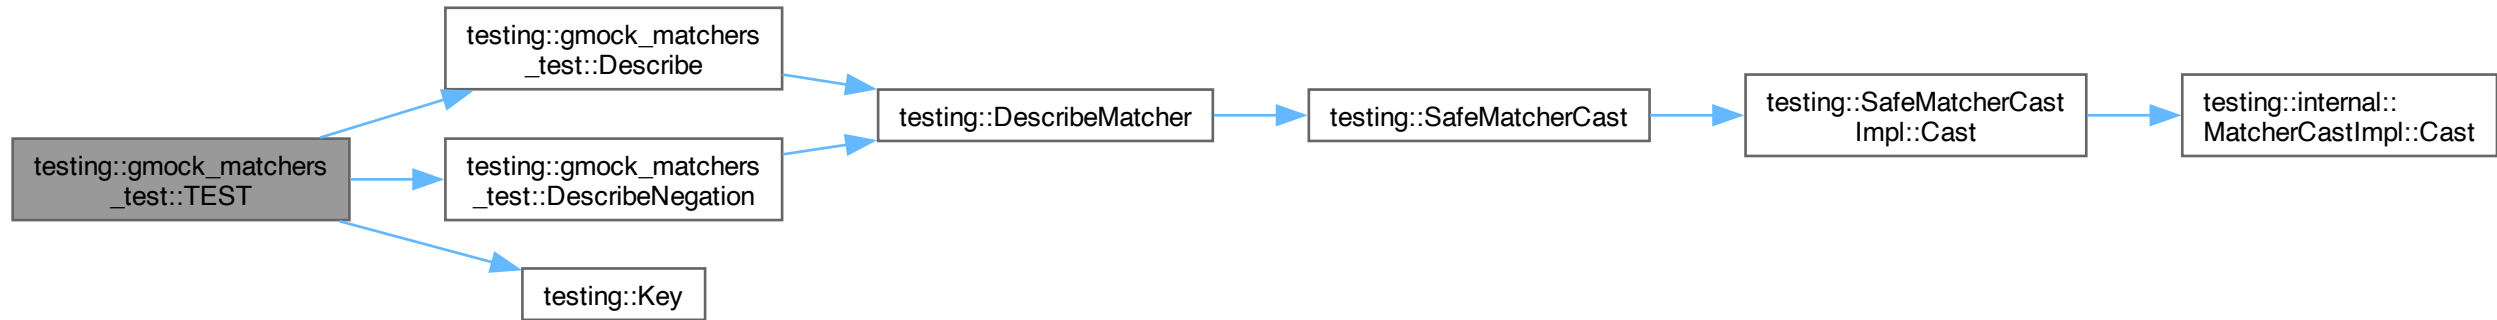 testing::gmock_matchers
_test::TEST
testing::gmock_matchers
_test::Describe
testing::gmock_matchers
_test::DescribeNegation
testing::Key
testing::DescribeMatcher
testing::SafeMatcherCast
testing::SafeMatcherCast
Impl::Cast
testing::internal::
MatcherCastImpl::Cast